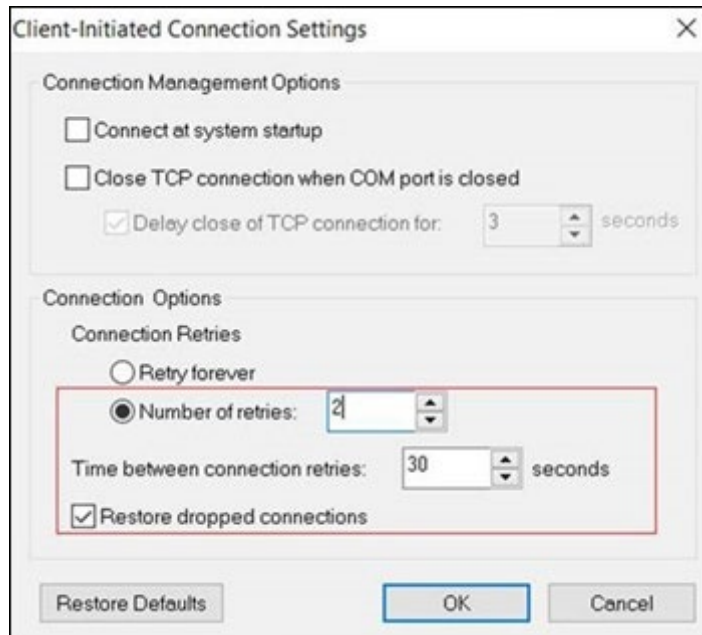 Client-Initiated Connection Settings
Connection Management Options
Connect at system startup
Close TCP connection when COM port is closed
Delay close of TCP connection for: 3 seconds
Connection Options
Connection Retries
Retry forever
Number of retries: 2
Time between connection retries: 30 seconds
Restore dropped connections
Restore Defaults OK Cancel